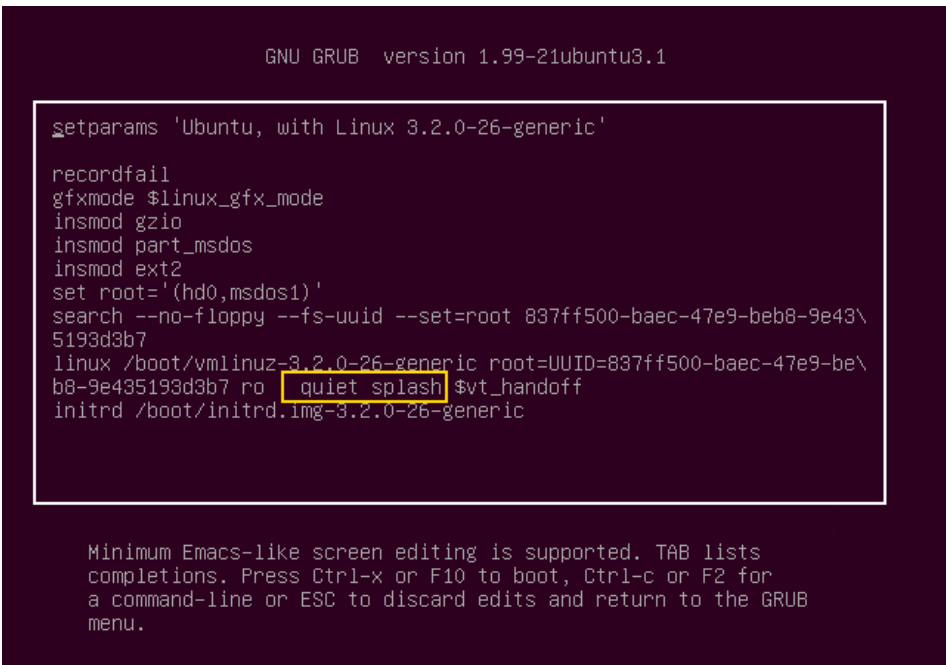 GNU GRUB  version 1.99-21ubuntu3.1
setparams 'Ubuntu, with Linux 3.2.0-26-generic'
recordfail
gfxmode $linux_gfx_mode
insmod gzio
insmod part_msdos
insmod ext2
set root='(hd0,msdos1)'
search --no-floppy --fs-uuid --set=root 837ff500-baec-47e9-beb8-9e43\
5193d3b7
linux /boot/vmlinuz-3.2.0-26-generic root=UUID=837ff500-baec-47e9-be\
b8-9e435193d3b7 ro   quiet splash $vt_handoff
initrd /boot/initrd.img-3.2.0-26-generic
Minimum Emacs-like screen editing is supported. TAB lists
completions. Press Ctrl-x or F10 to boot, Ctrl-c or F2 for
a command-line or ESC to discard edits and return to the GRUB
menu.